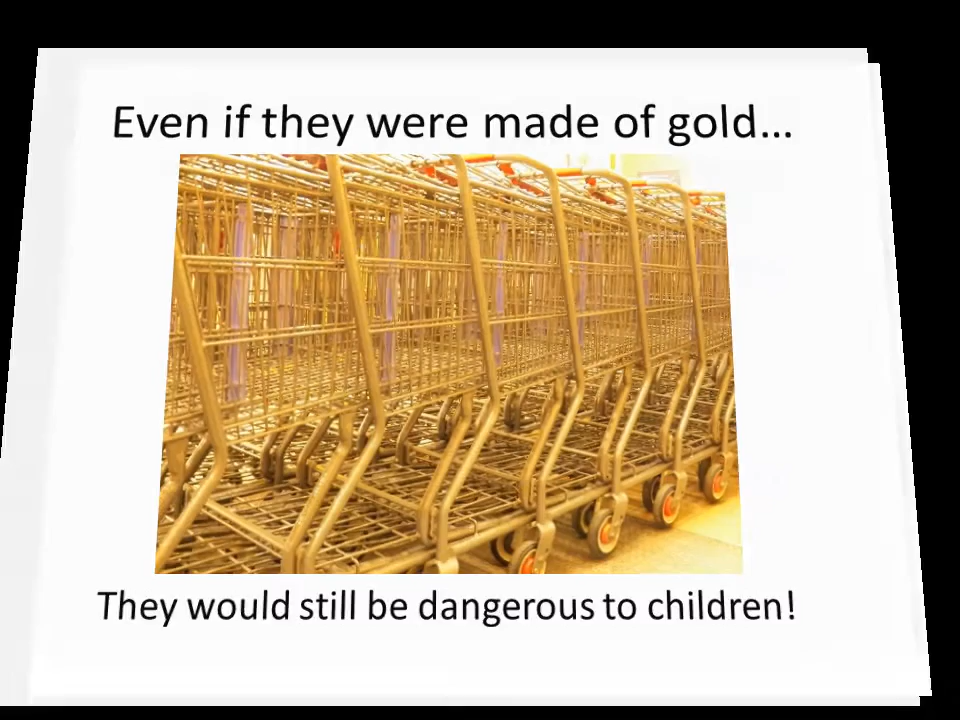 Even if they were made of gold...
They would still be dangerous to children!